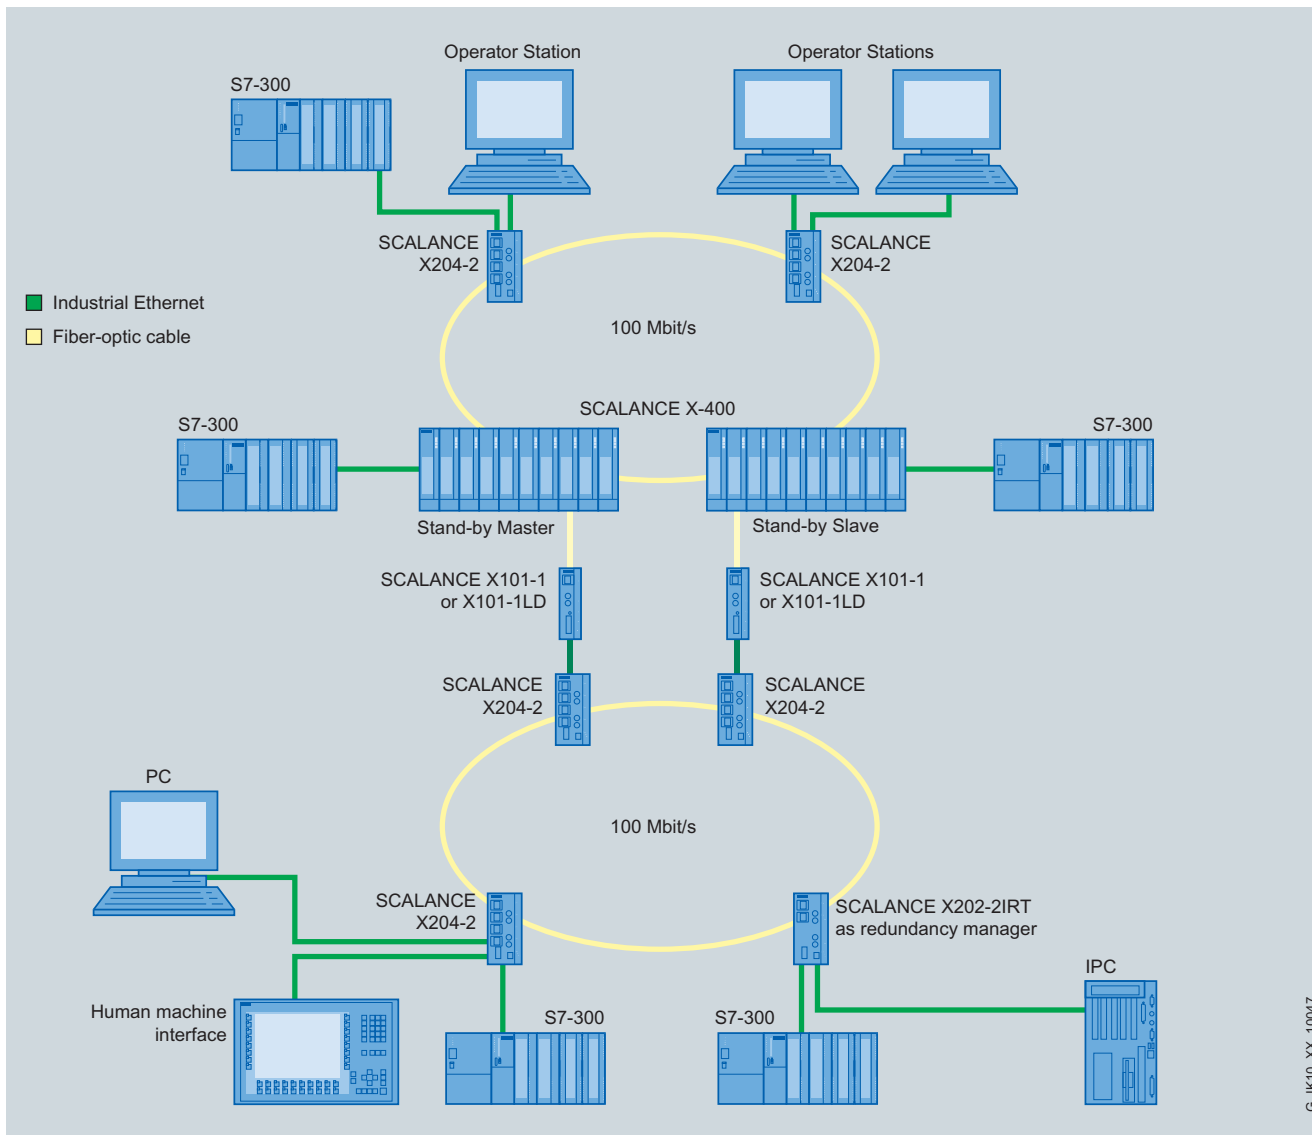 Operator Station
Operator Stations
S7-300
SCALANCE
X204-2
SCALANCE
X204-2
Industrial Ethernet
Fiber-optic cable
100 Mbit/s
SCALANCE X-400
S7-300
S7-300
Stand-by Master
Stand-by Slave
SCALANCE X101-1
or X101-1LD
SCALANCE X101-1
or X101-1LD
SCALANCE
X204-2
SCALANCE
X204-2
PC
100 Mbit/s
SCALANCE
X204-2
SCALANCE X202-2IRT
as redundancy manager
IPC
Human machine
interface
S7-300
S7-300
G_IK10_XX_10047